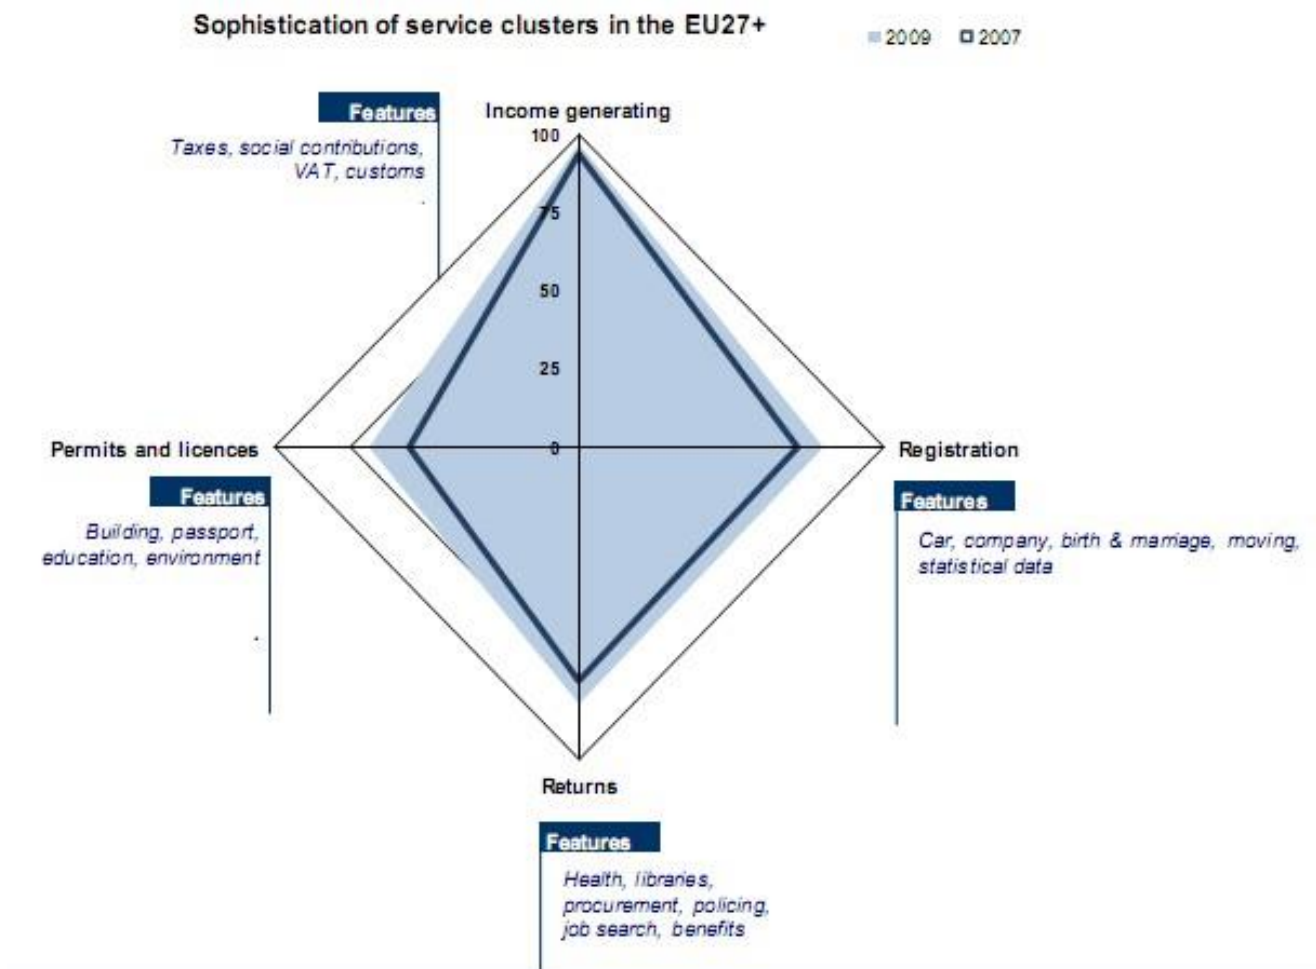 Sophistication of service clusters in the EU27+
2009
2007
Features
Taxes, social contributions,
VAT, customs
.
Income generating
100
75
50
25
0
Permits and licences
Features
Building, passport,
education, environment
.
Registration
Features
Car, company, birth & marriage, moving,
statistical data
Returns
Features
Health, libraries,
procurement, policing,
job search, benefits